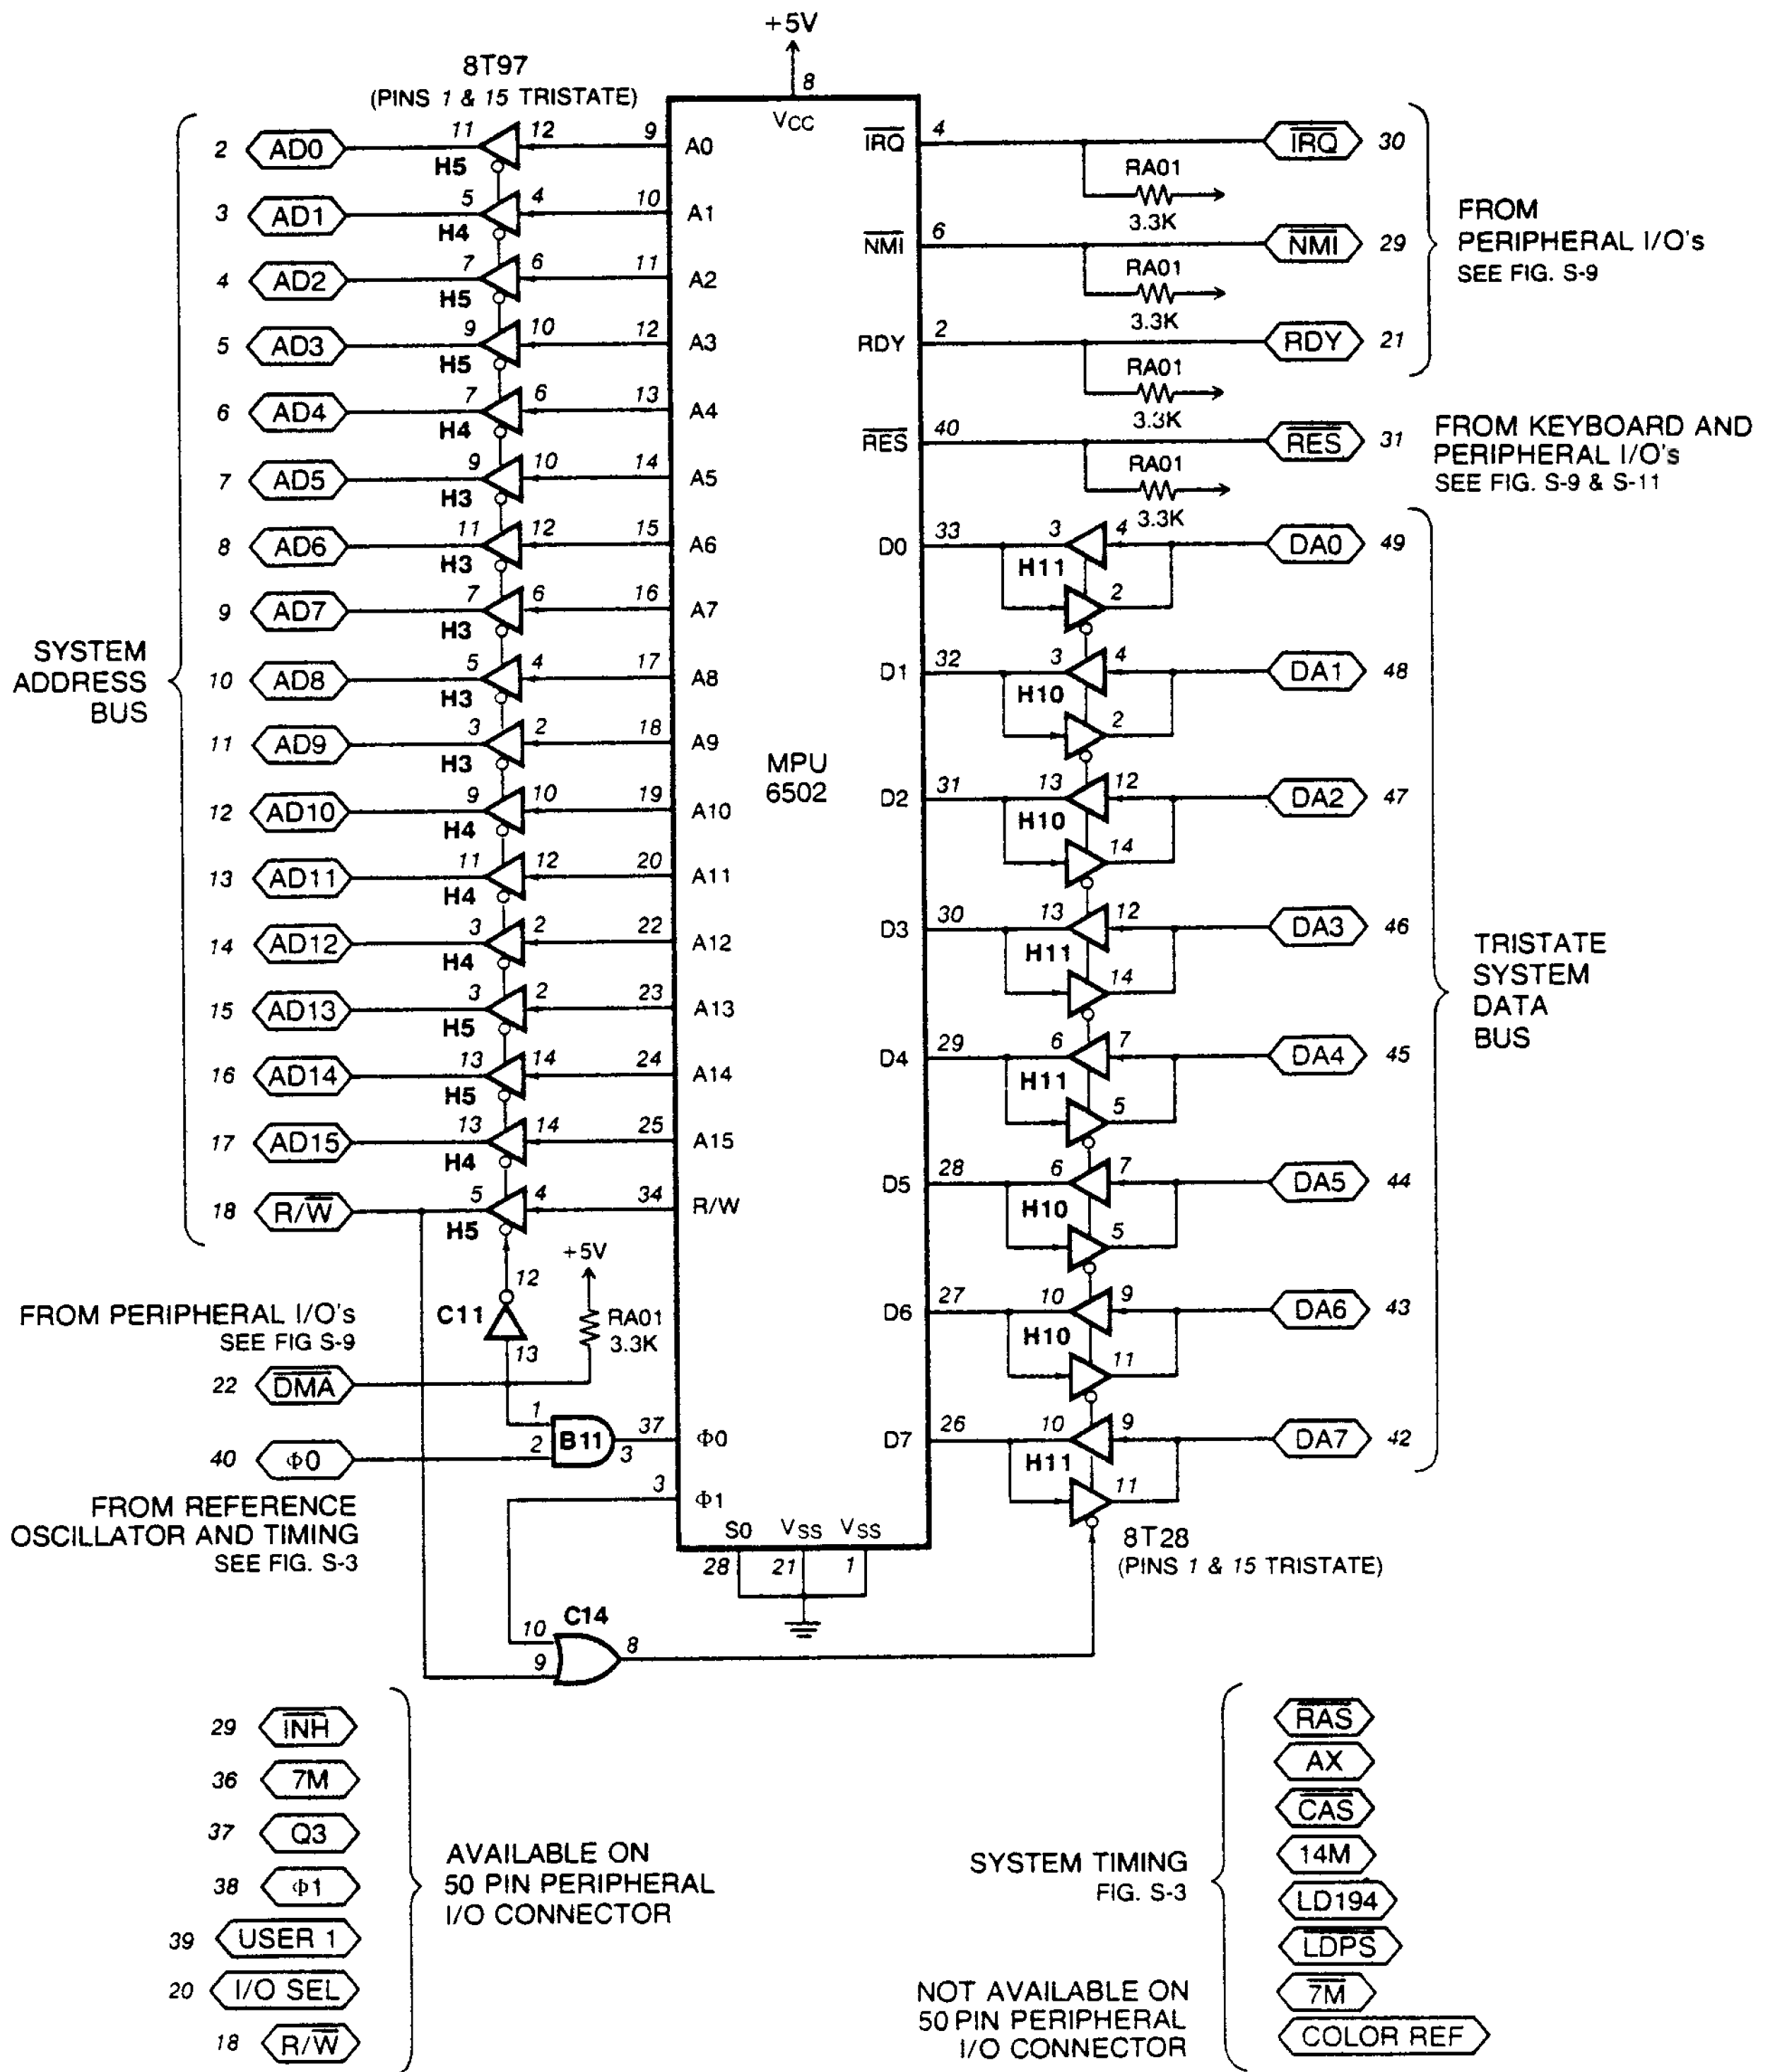 +5V
8
8T97
(PINS 1 & 15 TRISTATE)
VCC
2 AD0 11 12 9 A0
H5
3 AD1 5 4 10 A1
H4
4 AD2 7 6 11 A2
H5
5 AD3 9 10 12 A3
H5
6 AD4 7 6 13 A4
H4
7 AD5 9 10 14 A5
H3
8 AD6 11 12 15 A6
H3
9 AD7 7 6 16 A7
H3
10 AD8 5 4 17 A8
H3
11 AD9 3 2 18 A9
H3
12 AD10 9 10 19 A10
H4
13 AD11 11 12 20 A11
H4
14 AD12 3 2 22 A12
H4
15 AD13 3 2 23 A13
H5
16 AD14 13 14 24 A14
H5
17 AD15 13 14 25 A15
H4
18 R/W̅ 5 4 34 R/W
H5
SYSTEM
ADDRESS
BUS
MPU
6502
I̅R̅Q̅ 4 I̅R̅Q̅ 30
RA01
3.3K
N̅M̅I̅ 6 N̅M̅I̅ 29
RA01
3.3K
RDY 2 RDY 21
RA01
3.3K
R̅E̅S̅ 40 R̅E̅S̅ 31
RA01
3.3K
FROM
PERIPHERAL I/O's
SEE FIG. S-9
FROM KEYBOARD AND
PERIPHERAL I/O's
SEE FIG. S-9 & S-11
D0 33 3 4 DA0 49
H11
2
D1 32 3 4 DA1 48
H10
2
D2 31 13 12 DA2 47
H10
14
D3 30 13 12 DA3 46
H11
14
D4 29 6 7 DA4 45
H11
5
D5 28 6 7 DA5 44
H10
5
D6 27 10 9 DA6 43
H10
11
D7 26 10 9 DA7 42
H11
11
TRISTATE
SYSTEM
DATA
BUS
8T28
(PINS 1 & 15 TRISTATE)
+5V
12
C11
13
RA01
3.3K
FROM PERIPHERAL I/O's
SEE FIG S-9
22 D̅M̅A̅
1
2
B11
3
37 Φ0
40 Φ0
3 Φ1
FROM REFERENCE
OSCILLATOR AND TIMING
SEE FIG. S-3
S0 VSS VSS
28 21 1
C14
10
9
8
29 I̅N̅H̅
36 7M
37 Q3
38 Φ1
39 USER 1
20 I/O SEL
18 R/W̅
AVAILABLE ON
50 PIN PERIPHERAL
I/O CONNECTOR
SYSTEM TIMING
FIG. S-3
NOT AVAILABLE ON
50 PIN PERIPHERAL
I/O CONNECTOR
R̅A̅S̅
AX
C̅A̅S̅
14M
LD194
L̅D̅P̅S̅
7̅M̅
COLOR REF